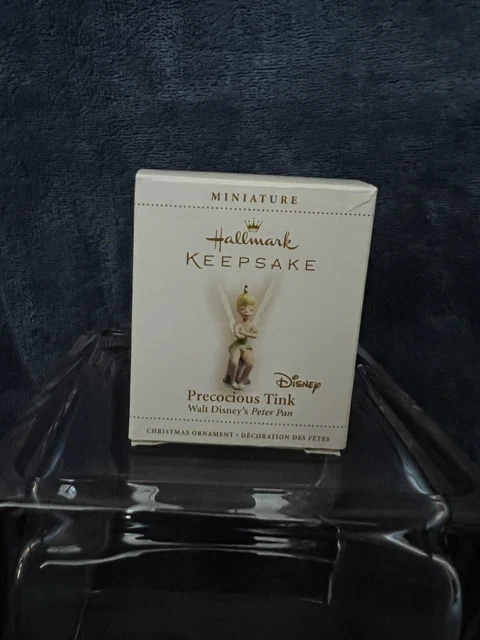 MINIATURE
Hallmark
KEEPSAKE
Disney
Precocious Tink
Walt Disney's Peter Pan
CHRISTMAS ORNAMENT • DÉCORATION DES FÊTES